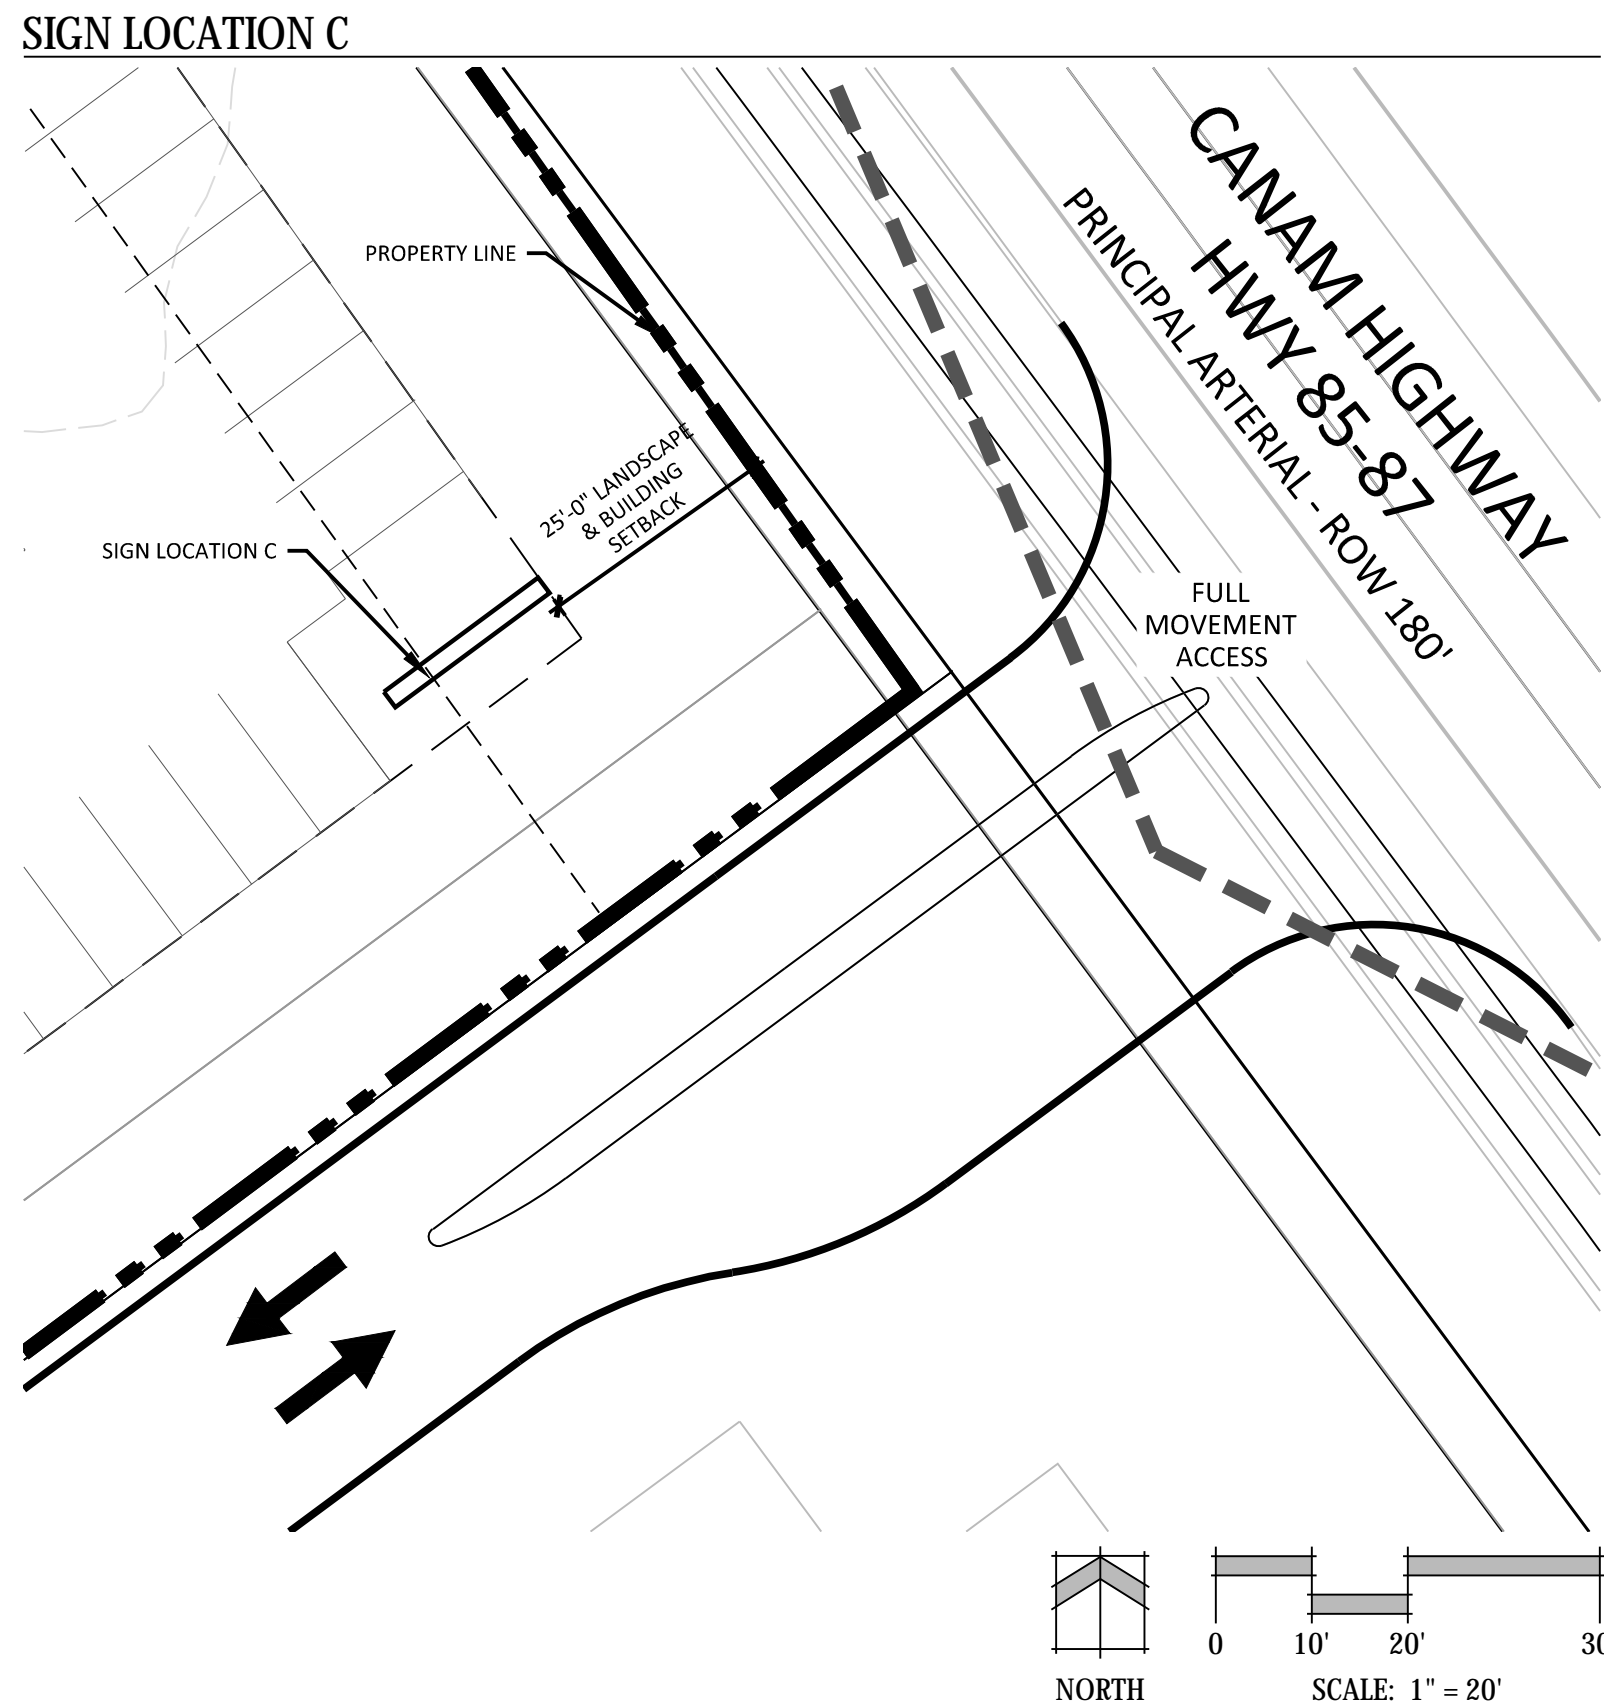 SIGN LOCATION C
CANAM HIGHWAY
HWY 85-87
PRINCIPAL ARTERIAL - ROW 180'
PROPERTY LINE
25'-0" LANDSCAPE
& BUILDING
SETBACK
SIGN LOCATION C
FULL
MOVEMENT
ACCESS
0 10' 20' 30
NORTH
SCALE: 1" = 20'